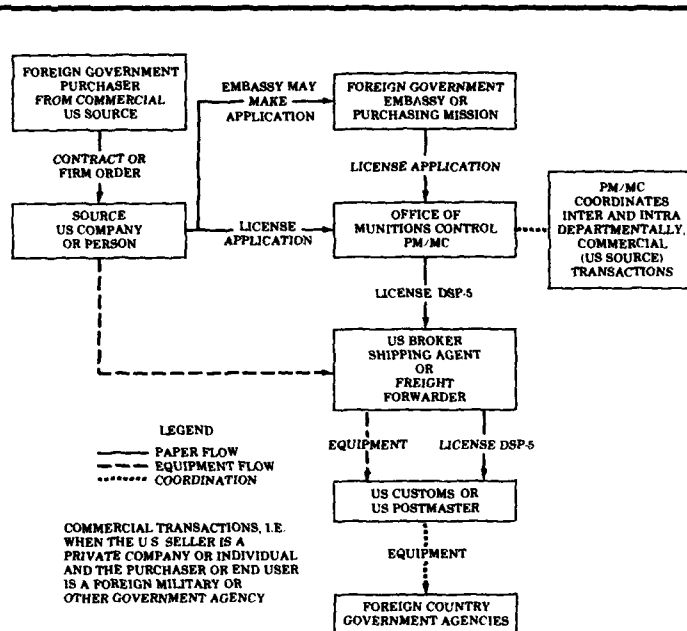 FOREIGN GOVERNMENT
PURCHASER
FROM COMMERCIAL
US SOURCE
EMBASSY MAY
MAKE
APPLICATION
FOREIGN GOVERNMENT
EMBASSY OR
PURCHASING MISSION
CONTRACT OR
FIRM ORDER
LICENSE APPLICATION
SOURCE
US COMPANY
OR PERSON
LICENSE
APPLICATION
OFFICE OF
MUNITIONS CONTROL
PM/MC
PM/MC
COORDINATES
INTER AND INTRA
DEPARTMENTALLY,
COMMERCIAL
(US SOURCE)
TRANSACTIONS
LICENSE DSP-5
US BROKER
SHIPPING AGENT
OR
FREIGHT
FORWARDER
LEGEND
PAPER FLOW
EQUIPMENT FLOW
COORDINATION
EQUIPMENT
LICENSE DSP-5
US CUSTOMS OR
US POSTMASTER
COMMERCIAL TRANSACTIONS, I.E.
WHEN THE U S SELLER IS A
PRIVATE COMPANY OR INDIVIDUAL
AND THE PURCHASER OR END USER
IS A FOREIGN MILITARY OR
OTHER GOVERNMENT AGENCY
EQUIPMENT
FOREIGN COUNTRY
GOVERNMENT AGENCIES